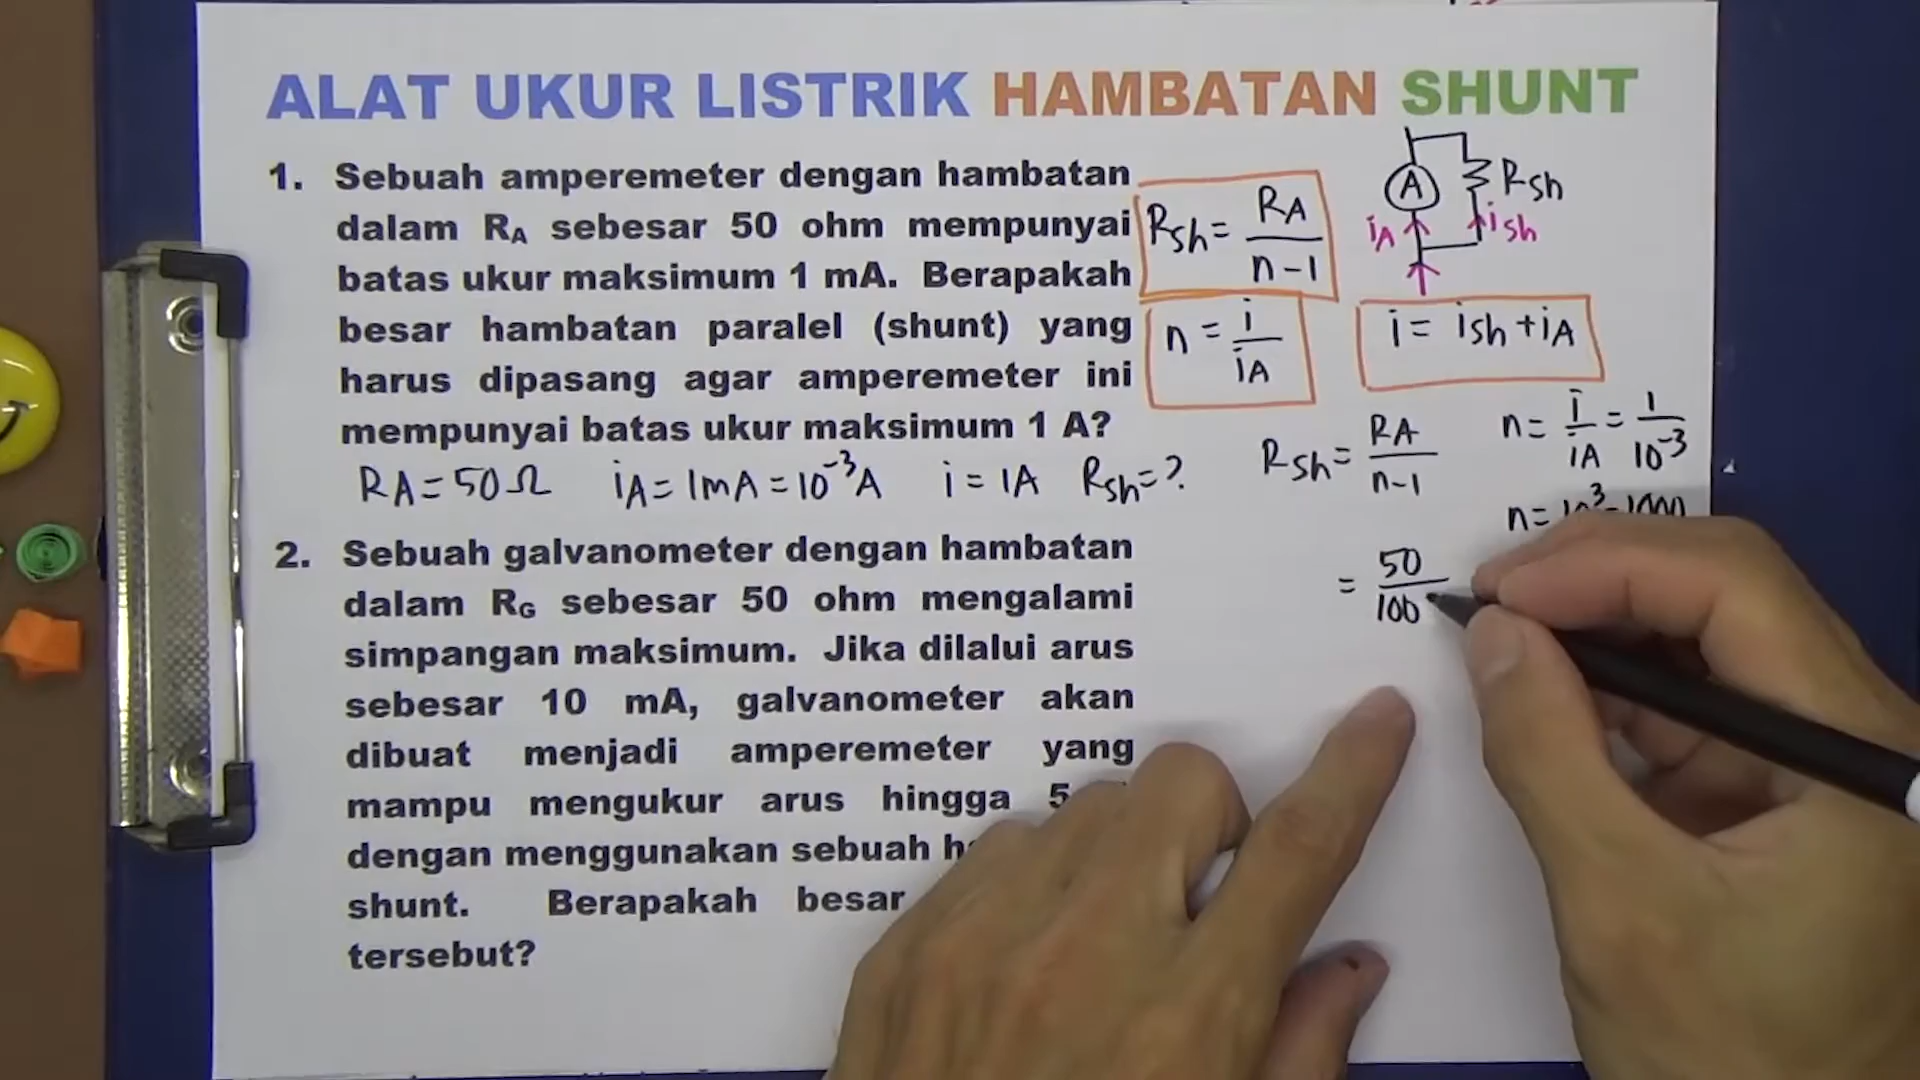 ALAT UKUR LISTRIK HAMBATAN SHUNT
1. Sebuah amperemeter dengan hambatan
dalam RA sebesar 50 ohm mempunyai
batas ukur maksimum 1 mA. Berapakah
besar hambatan paralel (shunt) yang
harus dipasang agar amperemeter ini
mempunyai batas ukur maksimum 1 A?
RA = 50 Ω iA = 1mA = 10⁻³A i = 1A Rsh = ?
2. Sebuah galvanometer dengan hambatan
dalam RG sebesar 50 ohm mengalami
simpangan maksimum. Jika dilalui arus
sebesar 10 mA, galvanometer akan
dibuat menjadi amperemeter yang
mampu mengukur arus hingga 5
dengan menggunakan sebuah
shunt. Berapakah besar
tersebut?
Rsh = RA / n-1
n = i / iA
A Rsh
iA ish
i = ish + iA
Rsh = RA / n-1
n = i / iA = 1 / 10⁻³
n = 10³ = 1000
= 50 / 100